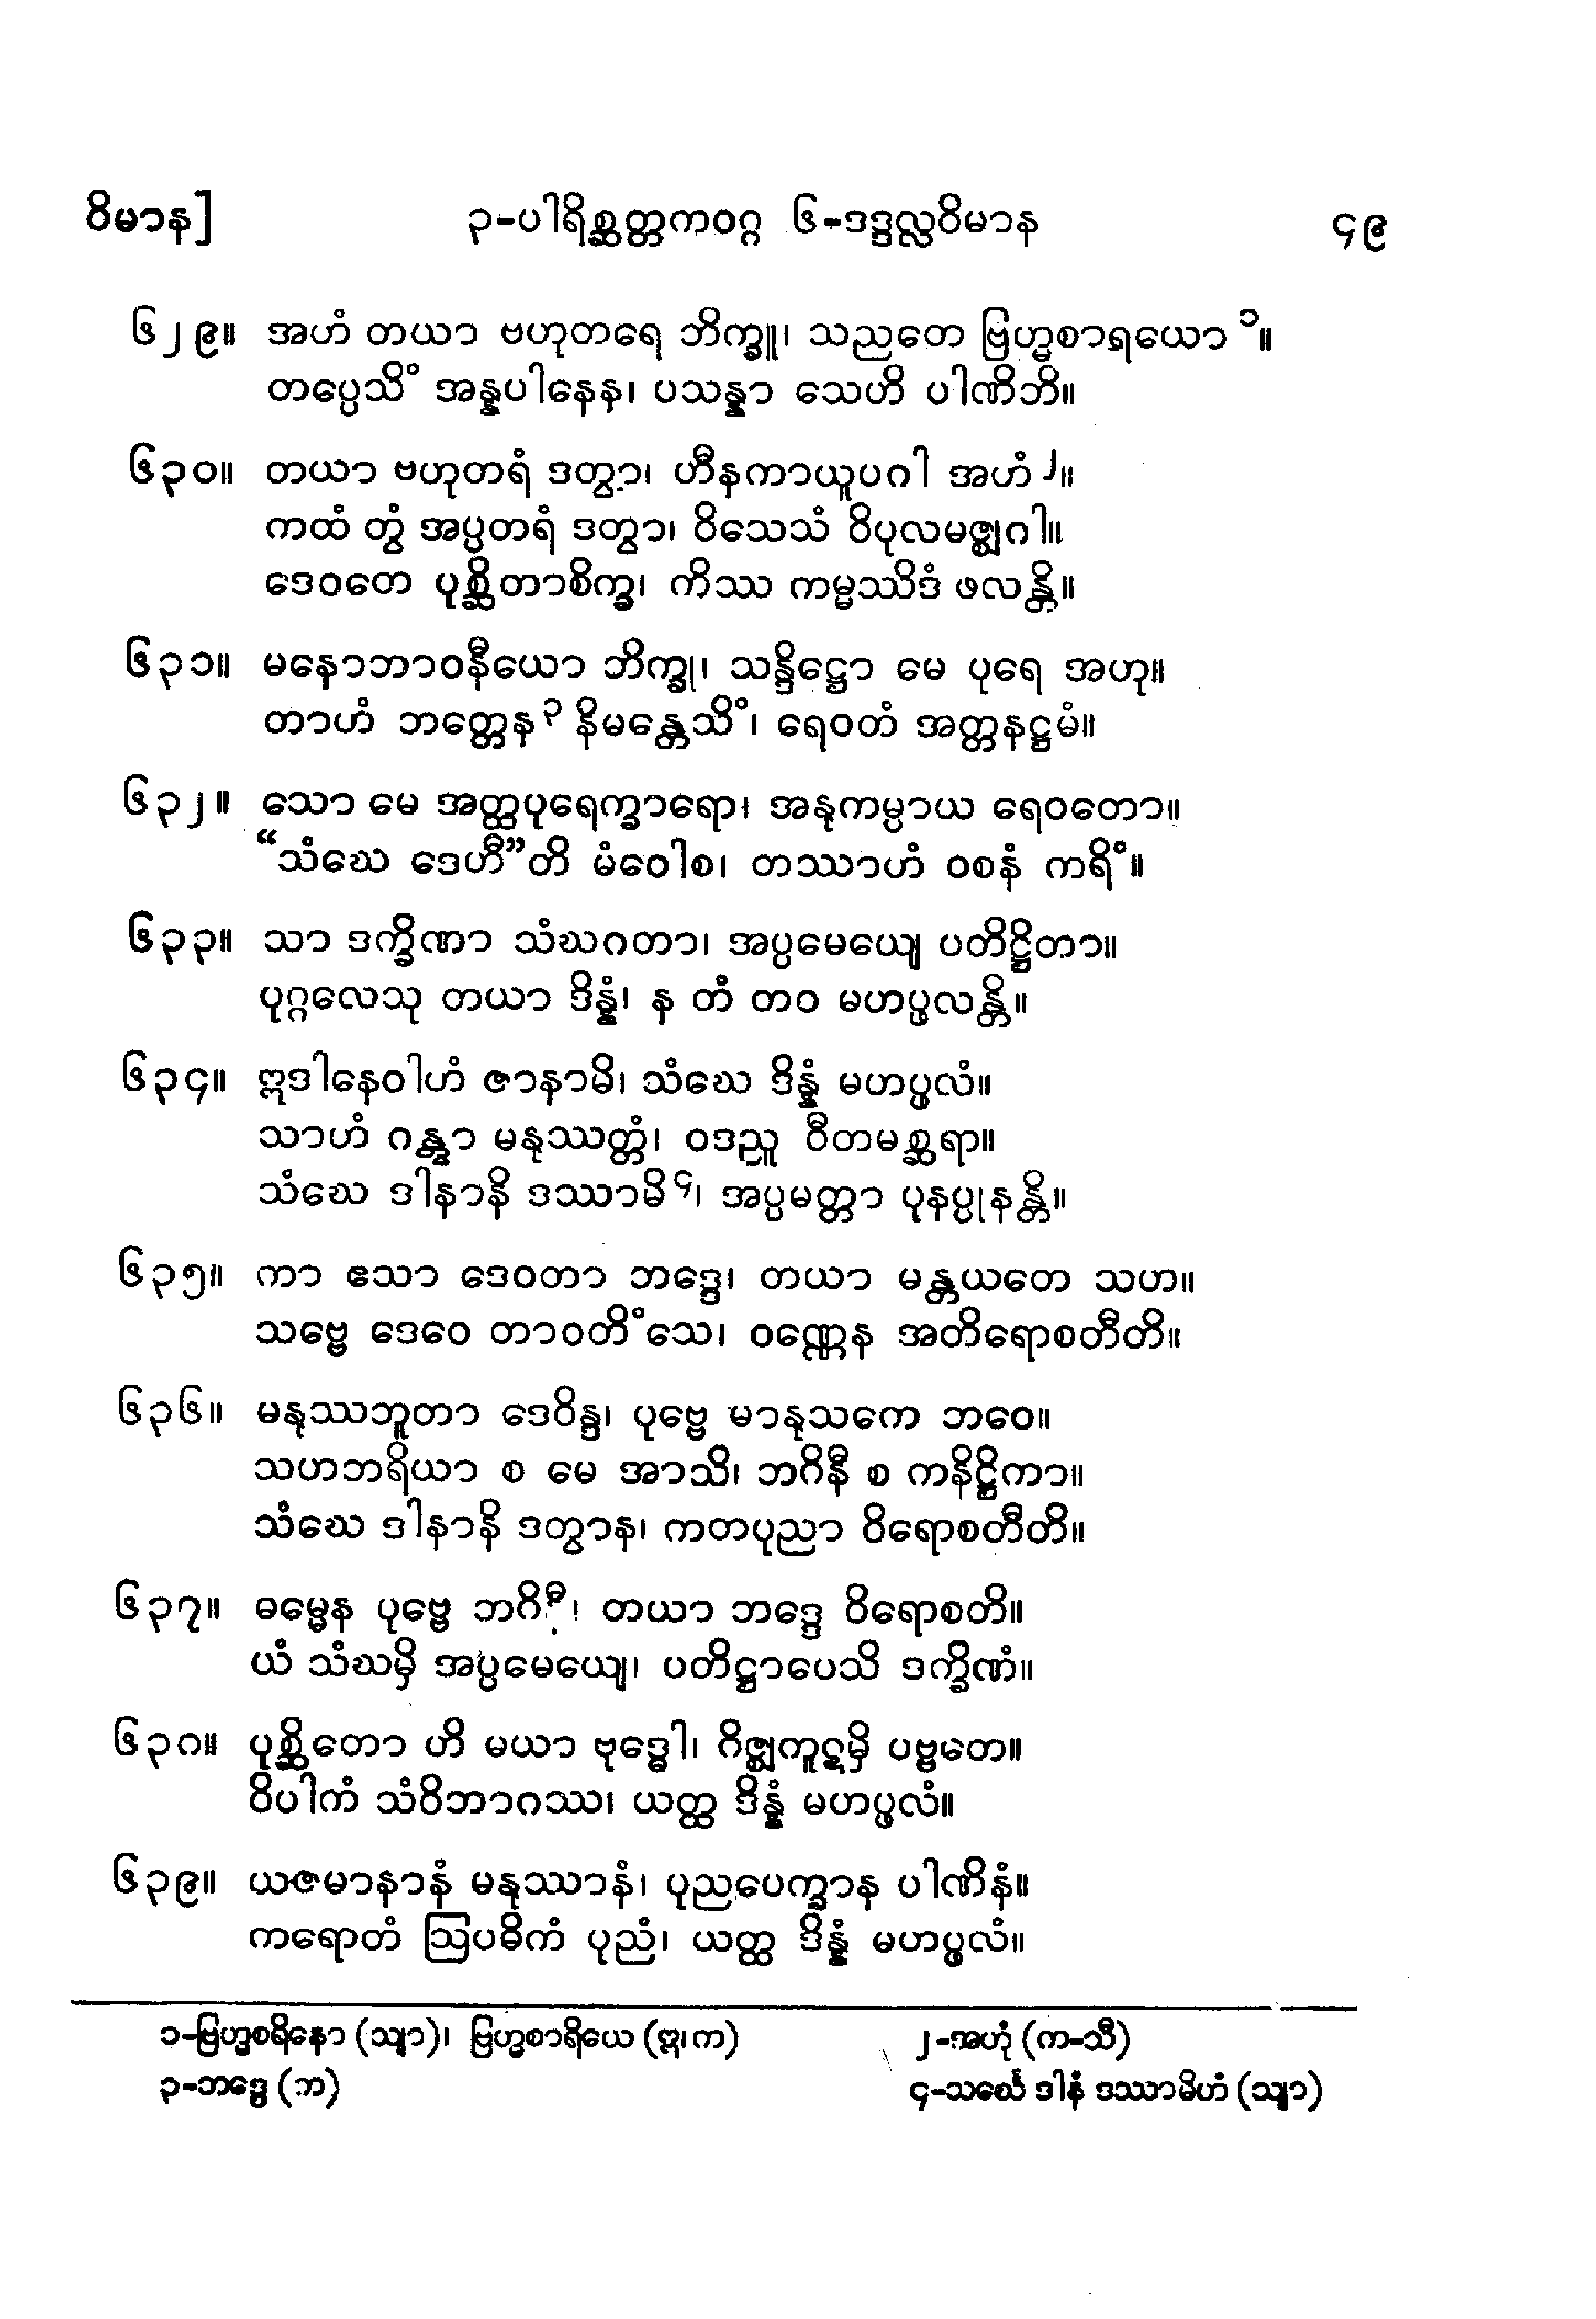 ဝိမာန]	၃-ပါရိစ္ဆတ္တကဝဂ္ဂ ၆-ဒဒ္ဒလ္လဝိမာန	၄၉
၆၂၉။ အဟံ တယာ ဗဟုတရေ ဘိက္ခူ၊ သညတေ ဗြဟ္မစာရယော ၁။
တပ္ပေသိံ အန္နပါနေန၊ ပသန္နာ သေဟိ ပါဏိဘိ။
၆၃၀။ တယာ ဗဟုတရံ ဒတွာ၊ ဟီနကာယူပဂါ အဟံ ၂။
ကထံ တွံ အပ္ပတရံ ဒတွာ၊ ဝိသေသံ ဝိပုလမဇ္ဈဂါ။
ဒေဝတေ ပုစ္ဆိတာစိက္ခ၊ ကိဿ ကမ္မဿိဒံ ဖလန္တိ။
၆၃၁။ မနောဘာဝနီယော ဘိက္ခု၊ သန္ဒိဋ္ဌော မေ ပုရေ အဟု။
တာဟံ ဘတ္တေန ၃ နိမန္တေသိံ၊ ရေဝတံ အတ္တနဋ္ဌမံ။
၆၃၂။ သော မေ အတ္ထပုရေက္ခာရော၊ အနုကမ္ပာယ ရေဝတော။
“သံဃေ ဒေဟီ”တိ မံဝေါစ၊ တဿာဟံ ဝစနံ ကရိံ။
၆၃၃။ သာ ဒက္ခိဏာ သံဃဂတာ၊ အပ္ပမေယျေ ပတိဋ္ဌိတာ။
ပုဂ္ဂလေသု တယာ ဒိန္နံ၊ န တံ တဝ မဟပ္ဖလန္တိ။
၆၃၄။ ဣဒါနေဝါဟံ ဇာနာမိ၊ သံဃေ ဒိန္နံ မဟပ္ဖလံ။
သာဟံ ဂန္တွာ မနုဿတ္တံ၊ ဝဒညူ ဝီတမစ္ဆရာ။
သံဃေ ဒါနာနိ ဒဿာမိ ၄၊ အပ္ပမတ္တာ ပုနပ္ပုနန္တိ။
၆၃၅။ ကာ ဧသာ ဒေဝတာ ဘဒ္ဒေ၊ တယာ မန္တယတေ သဟ။
သဗ္ဗေ ဒေဝေ တာဝတိံသေ၊ ဝဏ္ဏေန အတိရောစတီတိ။
၆၃၆။ မနုဿဘူတာ ဒေဝိန္ဒ၊ ပုဗ္ဗေ မာနုသကေ ဘဝေ။
သဟဘရိယာ စ မေ အာသိ၊ ဘဂိနီ စ ကနိဋ္ဌိကာ။
သံဃေ ဒါနာနိ ဒတွာန၊ ကတပုညာ ဝိရောစတီတိ။
၆၃၇။ ဓမ္မေန ပုဗ္ဗေ ဘဂိနီ၊ တယာ ဘဒ္ဒေ ဝိရောစတိ။
ယံ သံဃမှိ အပ္ပမေယျေ၊ ပတိဋ္ဌာပေသိ ဒက္ခိဏံ။
၆၃၈။ ပုစ္ဆိတော ဟိ မယာ ဗုဒ္ဓေါ၊ ဂိဇ္ဈကူဋမှိ ပဗ္ဗတေ။
ဝိပါကံ သံဝိဘာဂဿ၊ ယတ္ထ ဒိန္နံ မဟပ္ဖလံ။
၆၃၉။ ယဇမာနာနံ မနုဿာနံ၊ ပုညပေက္ခာန ပါဏိနံ။
ကရောတံ ဩပဓိကံ ပုညံ၊ ယတ္ထ ဒိန္နံ မဟပ္ဖလံ။
၁-ဗြဟ္မစရိနော (သျာ)၊ ဗြဟ္မစာရိယေ (ဣ၊ က)	၂-အဟုံ (က-သီ)
၃-ဘဒ္ဒေ (က)	၄-သင်္ဃေ ဒါနံ ဒဿာမိဟံ (သျာ)